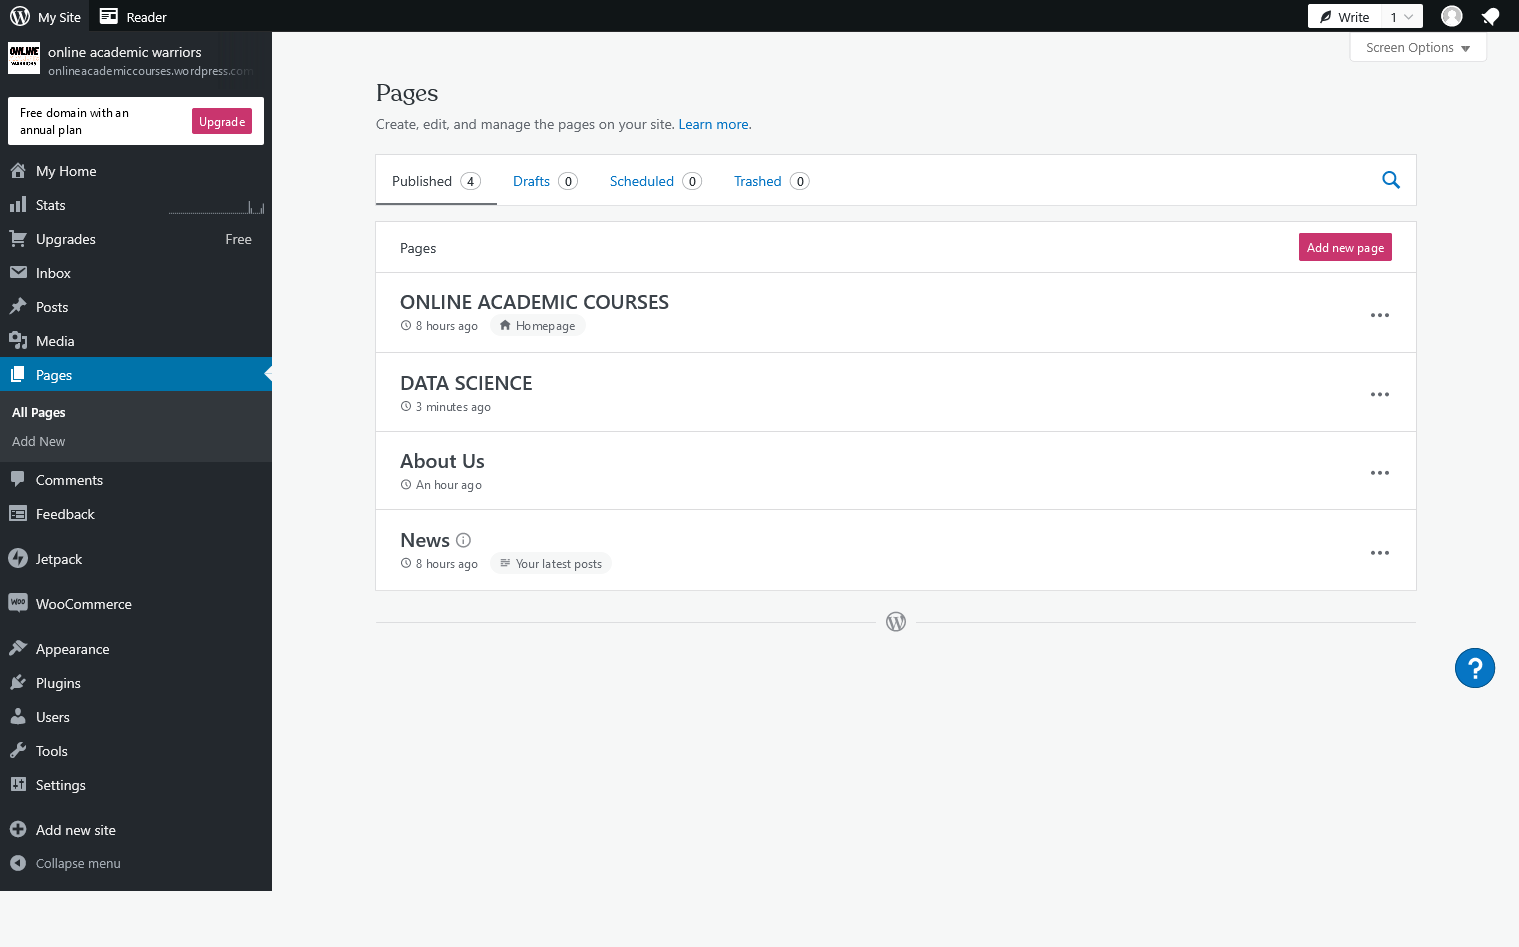 My Site
Reader
Write
1
online academic warriors
onlineacademiccourses.wordpress.com
Screen Options
Free domain with an
annual plan
Upgrade
My Home
Stats
Upgrades
Free
Inbox
Posts
Media
Pages
All Pages
Add New
Comments
Feedback
Jetpack
WooCommerce
Appearance
Plugins
Users
Tools
Settings
Add new site
Collapse menu
Pages
Create, edit, and manage the pages on your site. Learn more.
Published 4
Drafts 0
Scheduled 0
Trashed 0
Pages
Add new page
ONLINE ACADEMIC COURSES
8 hours ago
Homepage
DATA SCIENCE
3 minutes ago
About Us
An hour ago
News
8 hours ago
Your latest posts
?